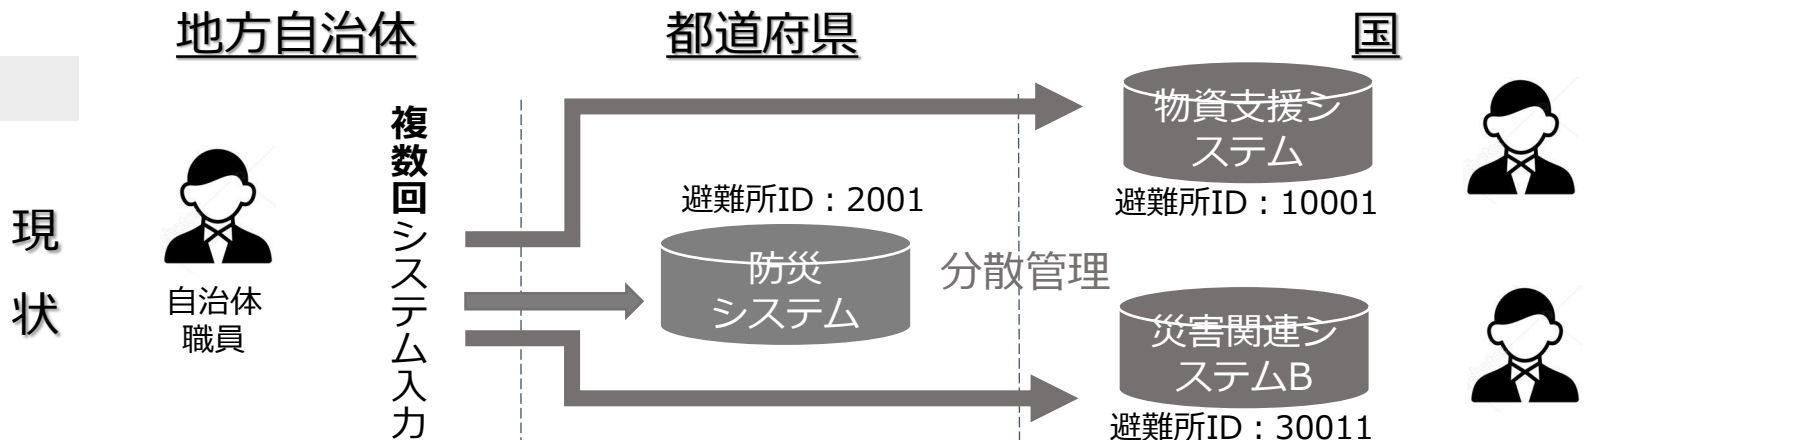 地方自治体
都道府県
国
現
状
自治体
職員
複数回システム入力
避難所ID：2001
防災
システム
分散管理
物資支援シ
ステム
避難所ID：10001
災害関連シ
ステムB
避難所ID：30011